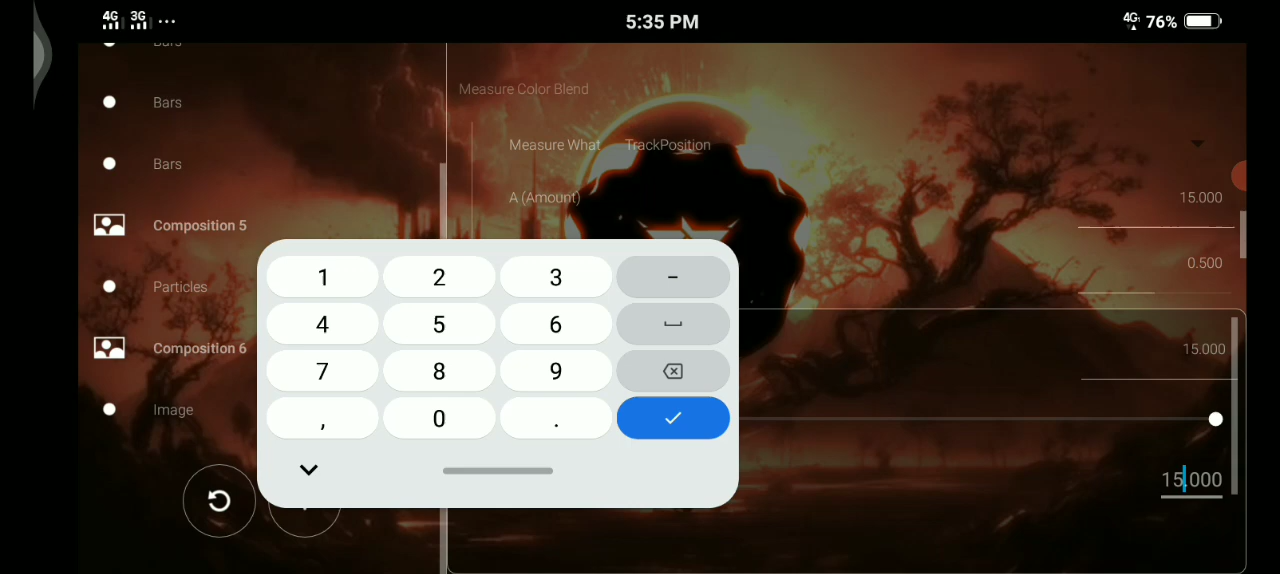 4G 3G ... 5:35 PM 4G 76%
Bars
Measure Color Blend
Bars
Measure What TrackPosition
Bars
A (Amount) 15.000
Composition 5
0.500
Particles
Composition 6 15.000
Image
15.000
1 2 3 -
4 5 6
7 8 9
, 0 .